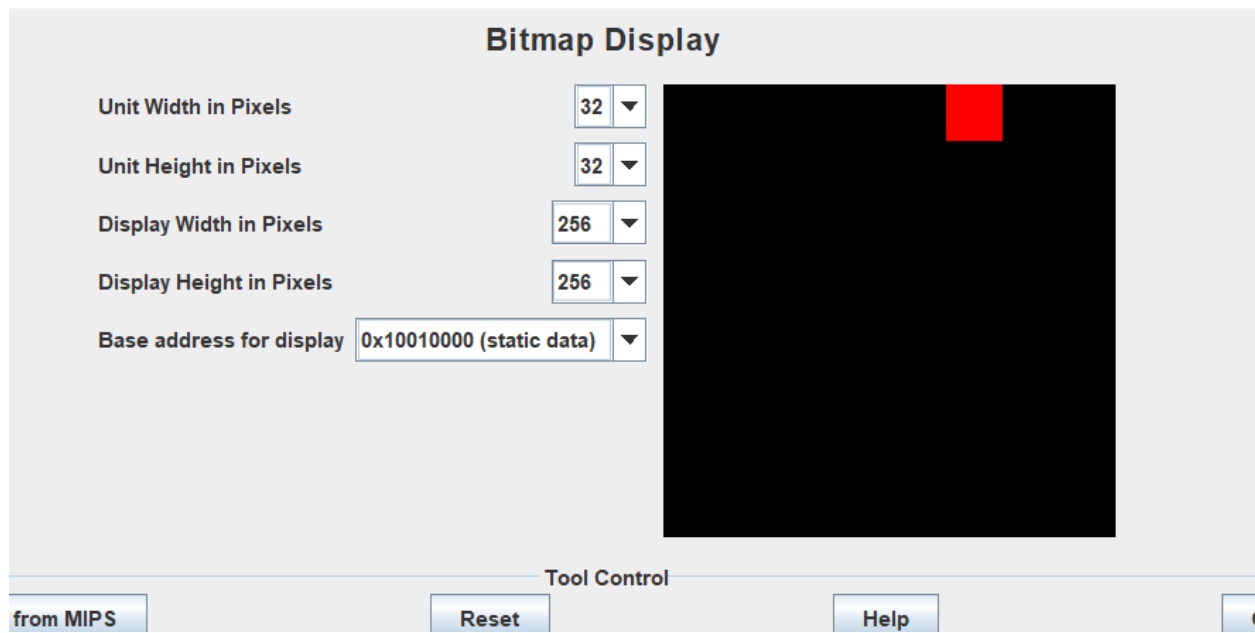 Bitmap Display
Unit Width in Pixels 32
Unit Height in Pixels 32
Display Width in Pixels 256
Display Height in Pixels 256
Base address for display 0x10010000 (static data)
Tool Control
from MIPS Reset Help